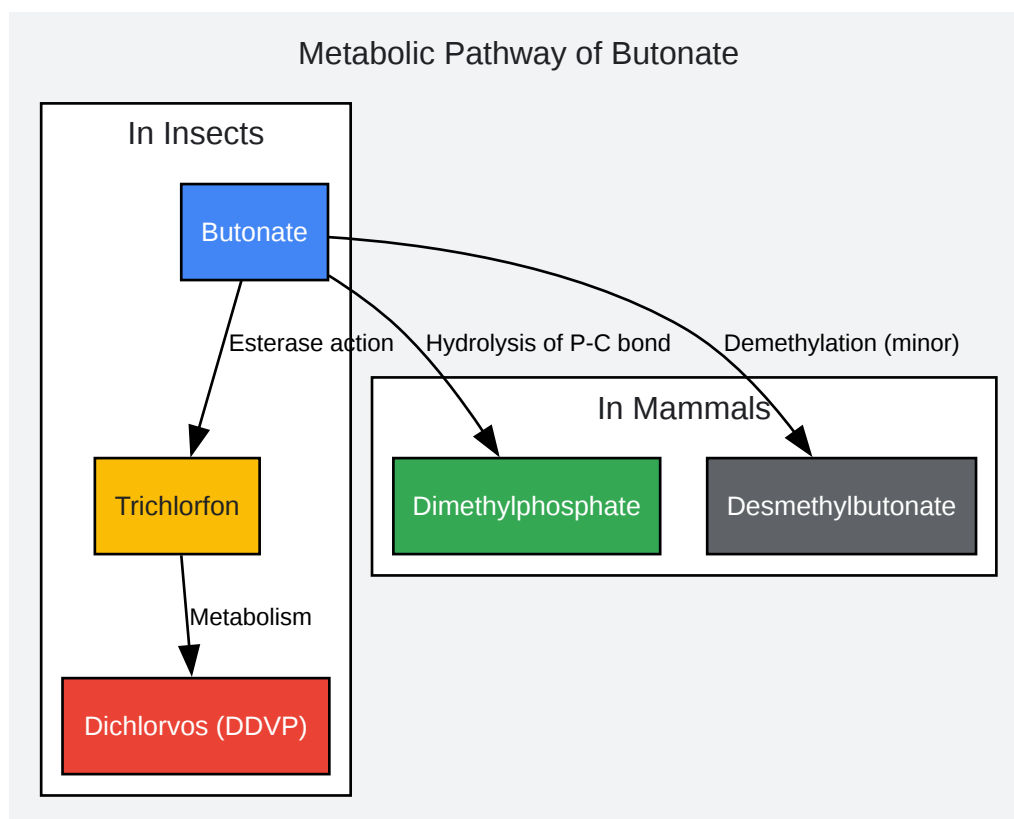 Metabolic Pathway of Butonate
In Insects
Butonate
Esterase action
Hydrolysis of P-C bond
Demethylation (minor)
In Mammals
Trichlorfon
Dimethylphosphate
Desmethylbutonate
Metabolism
Dichlorvos (DDVP)